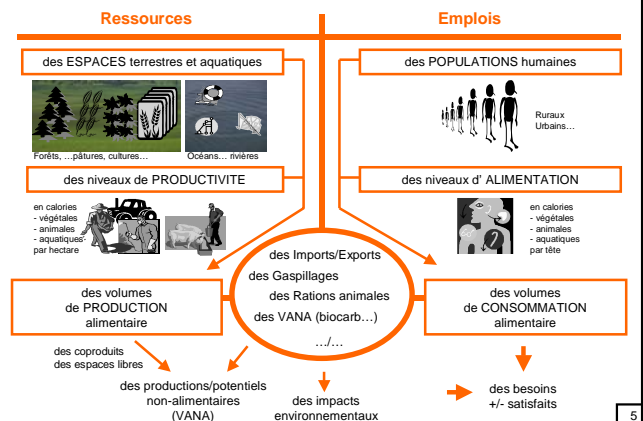 Ressources
Emplois
des ESPACES terrestres et aquatiques
des POPULATIONS humaines
Ruraux
Urbains…
Forêts, …pâtures, cultures…
Océans… rivières
des niveaux de PRODUCTIVITE
des niveaux d' ALIMENTATION
en calories
- végétales
- animales
- aquatiques
par hectare
en calories
- végétales
- animales
- aquatiques
par tête
des Imports/Exports
des Gaspillages
des Rations animales
des VANA (biocarb…)
…/…
des volumes
de PRODUCTION
alimentaire
des volumes
de CONSOMMATION
alimentaire
des coproduits
des espaces libres
des productions/potentiels
non-alimentaires
(VANA)
des impacts
environnementaux
des besoins
+/- satisfaits
5